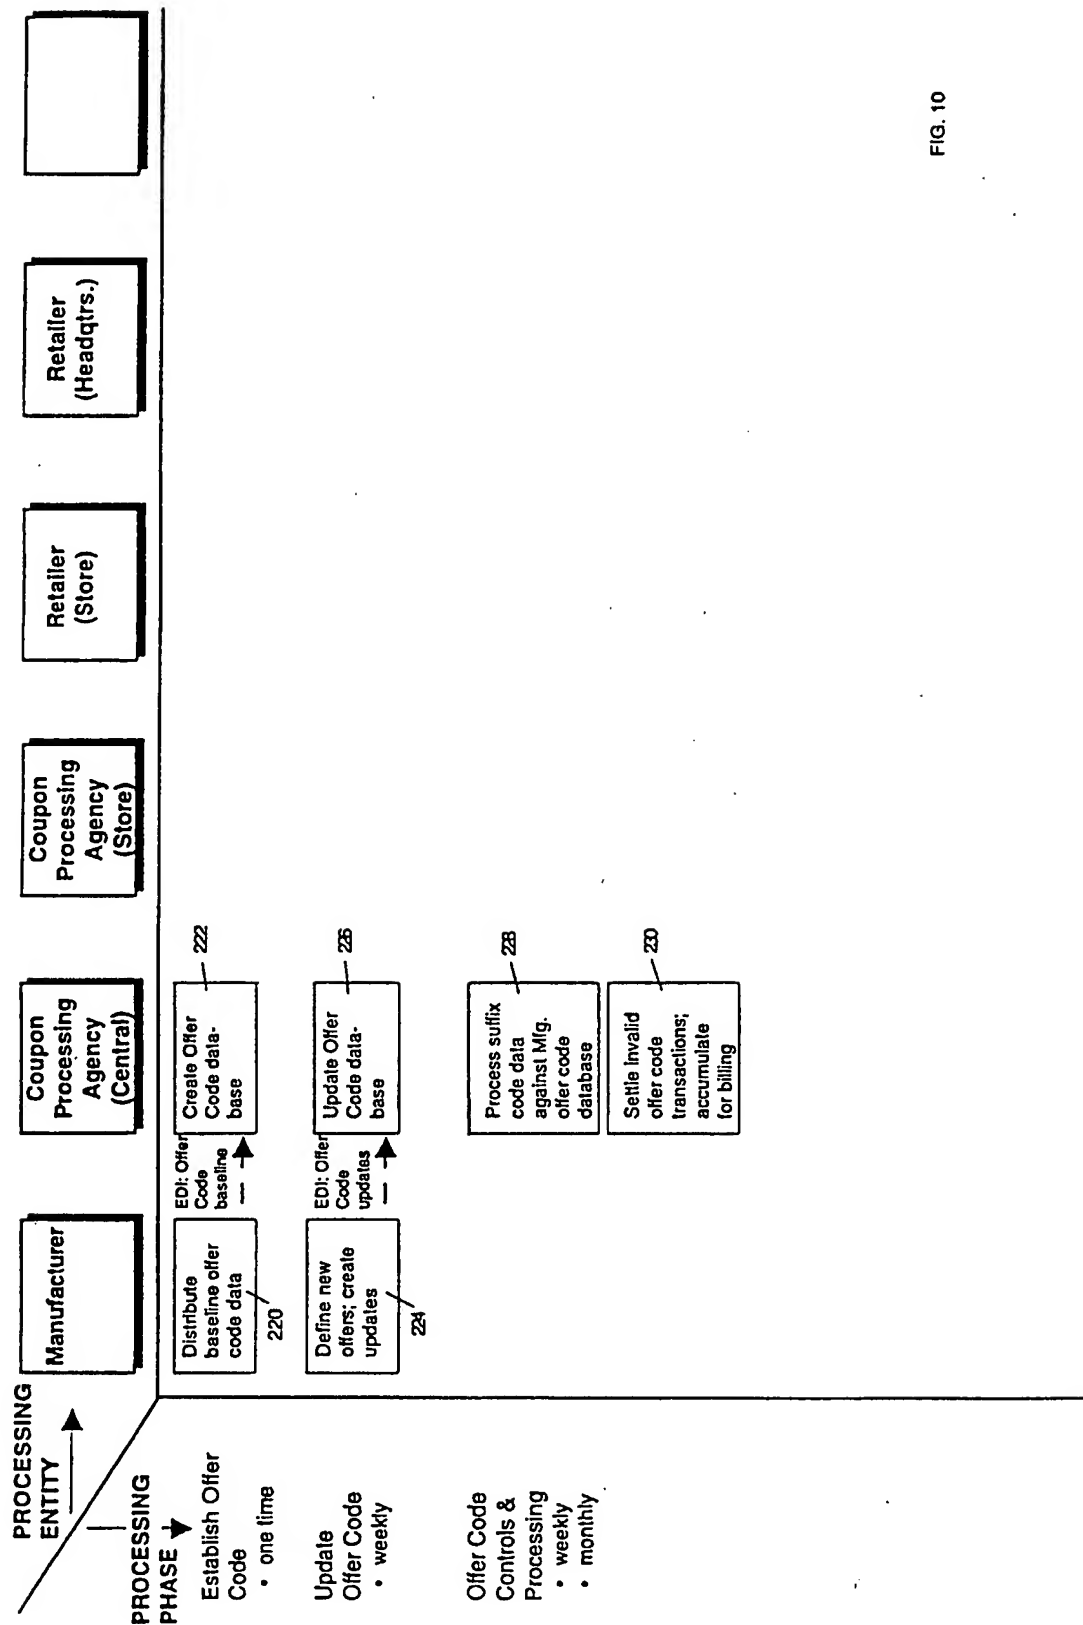 PROCESSING
ENTITY
PROCESSING
PHASE
Manufacturer
Coupon
Processing
Agency
(Central)
Coupon
Processing
Agency
(Store)
Retailer
(Store)
Retailer
(Headqtrs.)
Establish Offer
Code
• one time
Distribute
baseline offer
code data
220
EDI: Offer
Code
baseline
Create Offer
Code data-
base
222
Update
Offer Code
• weekly
Define new
offers; create
updates
224
EDI: Offer
Code
updates
Update Offer
Code data-
base
226
Offer Code
Controls &
Processing
• weekly
• monthly
Process suffix
code data
against Mfg.
offer code
database
228
Settle invalid
offer code
transactions;
accumulate
for billing
230
FIG. 10